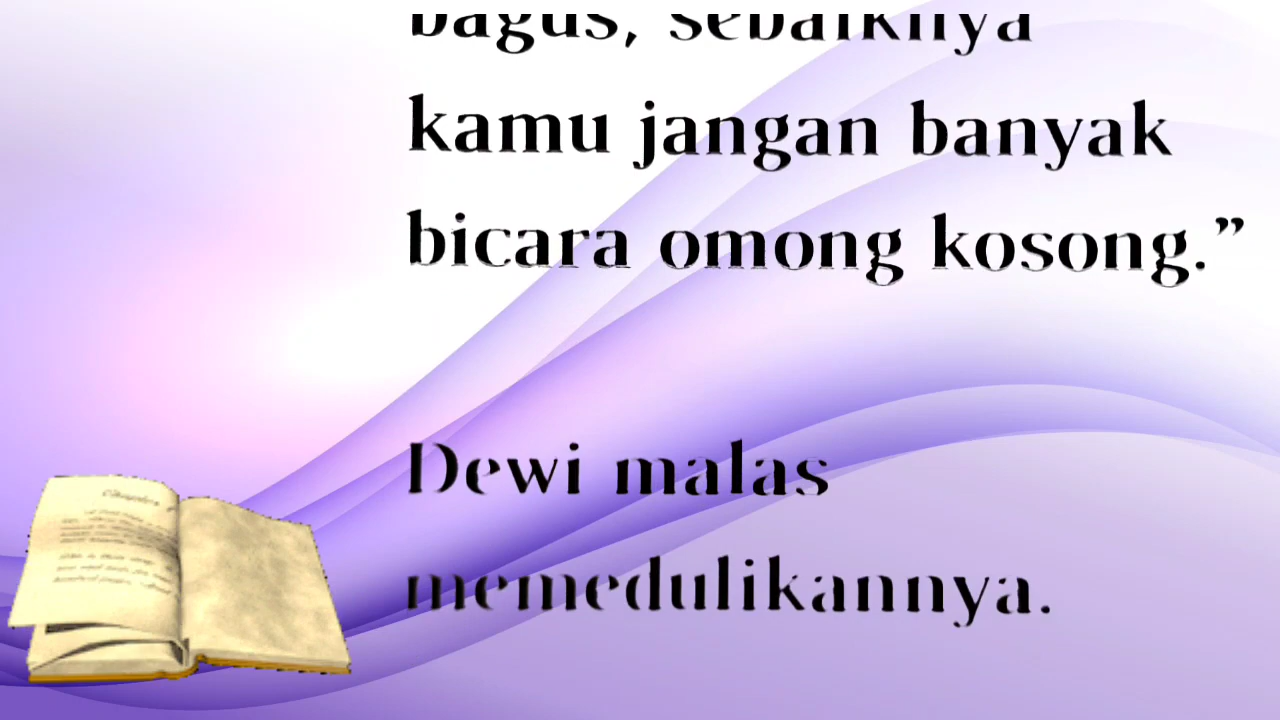 bagus, sebaiknya
kamu jangan banyak
bicara omong kosong.”
Dewi malas
memedulikannya.